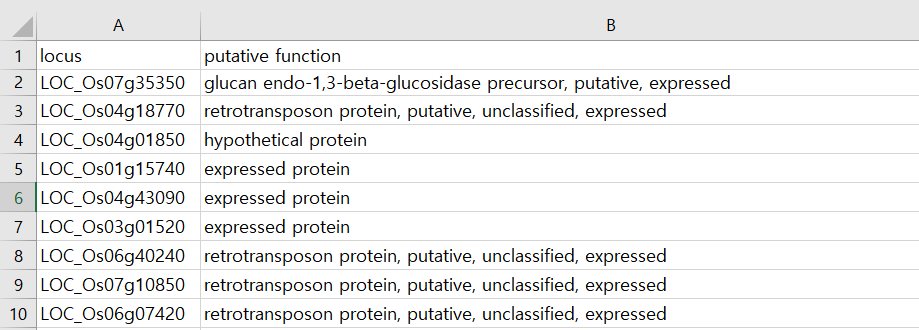 A B
1 locus putative function
2 LOC_Os07g35350 glucan endo-1,3-beta-glucosidase precursor, putative, expressed
3 LOC_Os04g18770 retrotransposon protein, putative, unclassified, expressed
4 LOC_Os04g01850 hypothetical protein
5 LOC_Os01g15740 expressed protein
6 LOC_Os04g43090 expressed protein
7 LOC_Os03g01520 expressed protein
8 LOC_Os06g40240 retrotransposon protein, putative, unclassified, expressed
9 LOC_Os07g10850 retrotransposon protein, putative, unclassified, expressed
10 LOC_Os06g07420 retrotransposon protein, putative, unclassified, expressed